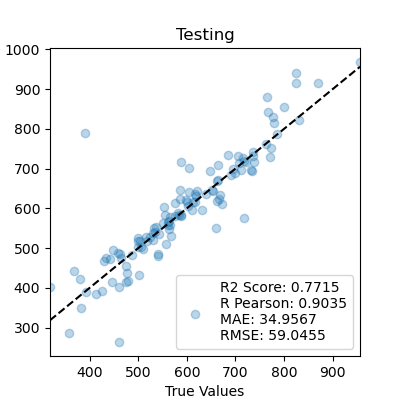 Testing
1000
900
800
700
600
500
400
300
R2 Score: 0.7715
R Pearson: 0.9035
MAE: 34.9567
RMSE: 59.0455
400 500 600 700 800 900
True Values